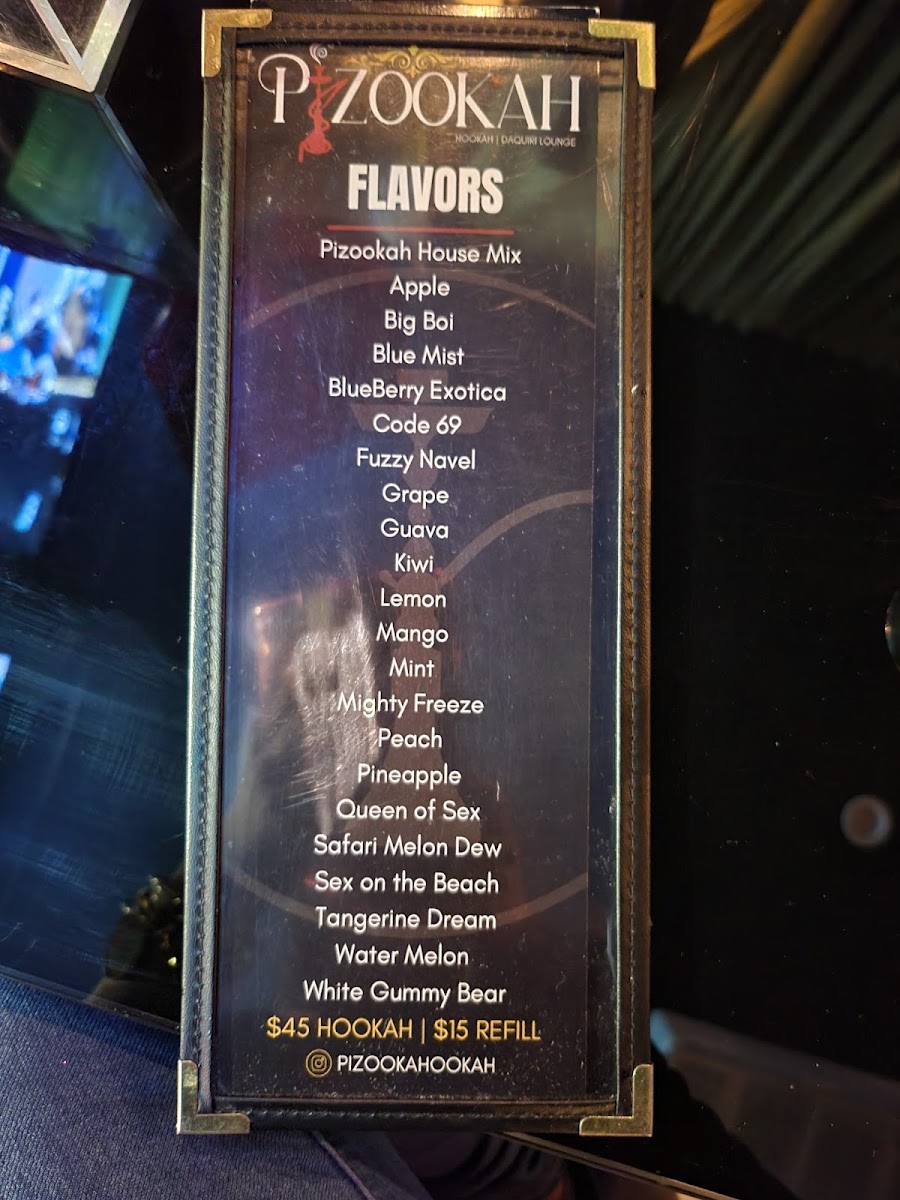 PIZOOKAH
HOOKAH | DAQUIRI LOUNGE
FLAVORS
Pizookah House Mix
Apple
Big Boi
Blue Mist
BlueBerry Exotica
Code 69
Fuzzy Navel
Grape
Guava
Kiwi
Lemon
Mango
Mint
Mighty Freeze
Peach
Pineapple
Queen of Sex
Safari Melon Dew
Sex on the Beach
Tangerine Dream
Water Melon
White Gummy Bear
$45 HOOKAH | $15 REFILL
PIZOOKAHOOKAH